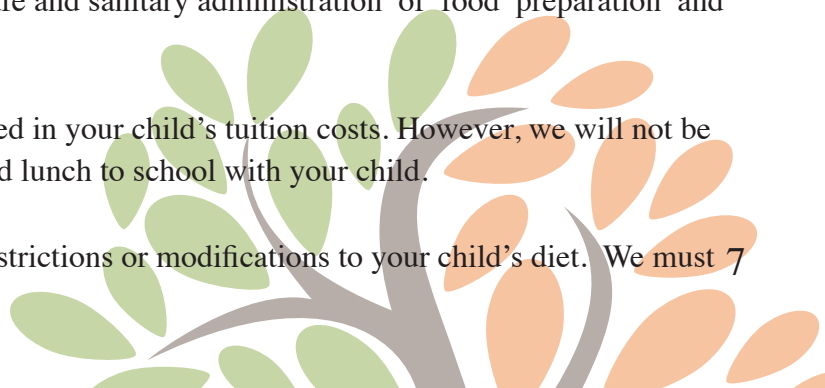 and sanitary administration of food preparation and
ed in your child’s tuition costs. However, we will not be
d lunch to school with your child.
strictions or modifications to your child’s diet. We must 7